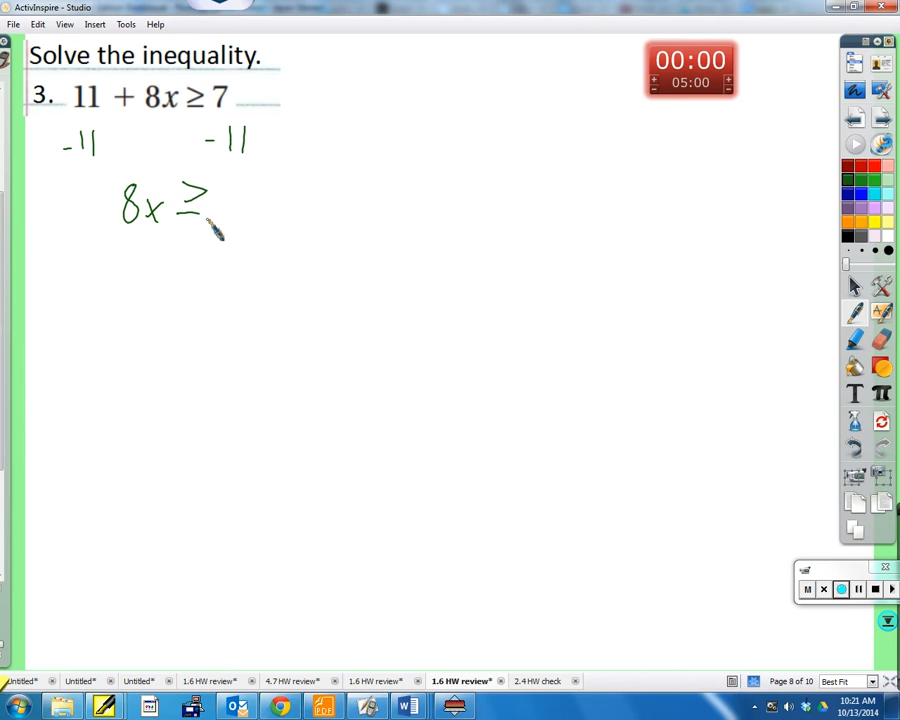 ActivInspire - Studio
File Edit View Insert Tools Help
Solve the inequality.
00:00
05:00
3. 11 + 8x ≥ 7
-11 -11
8x ≥
M
Untitled* Untitled* Untitled* 1.6 HW review* 4.7 HW review* 1.6 HW review* 1.6 HW review* 2.4 HW check
Page 8 of 10 Best Fit
10:21 AM
10/13/2014